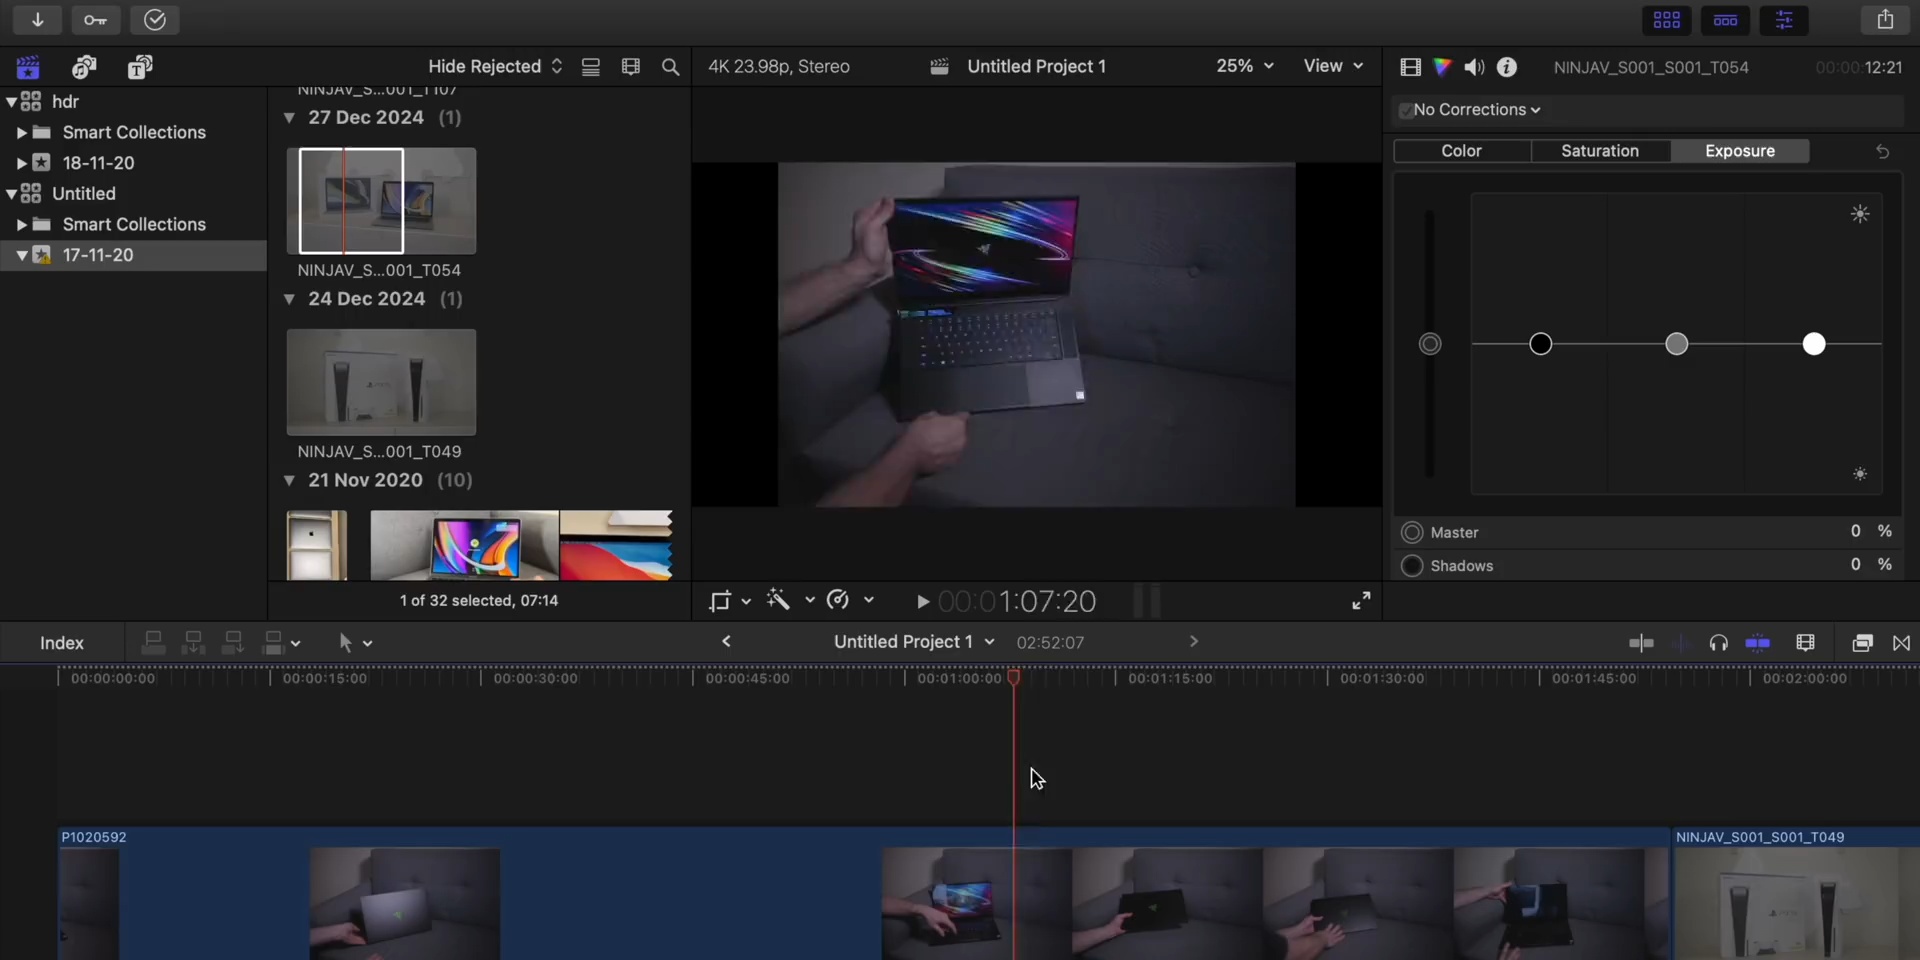 Hide Rejected
4K 23.98p, Stereo
Untitled Project 1
25%
View
NINJAV_S001_S001_T054
00:00:12:21
hdr
Smart Collections
18-11-20
Untitled
Smart Collections
17-11-20
NINJAV_S...001_T107
27 Dec 2024 (1)
NINJAV_S...001_T054
24 Dec 2024 (1)
NINJAV_S...001_T049
21 Nov 2020 (10)
1 of 32 selected, 07:14
No Corrections
Color
Saturation
Exposure
Master 0 %
Shadows 0 %
00:01:07:20
Index
Untitled Project 1
02:52:07
00:00:00:00
00:00:15:00
00:00:30:00
00:00:45:00
00:01:00:00
00:01:15:00
00:01:30:00
00:01:45:00
00:02:00:00
P1020592
NINJAV_S001_S001_T049